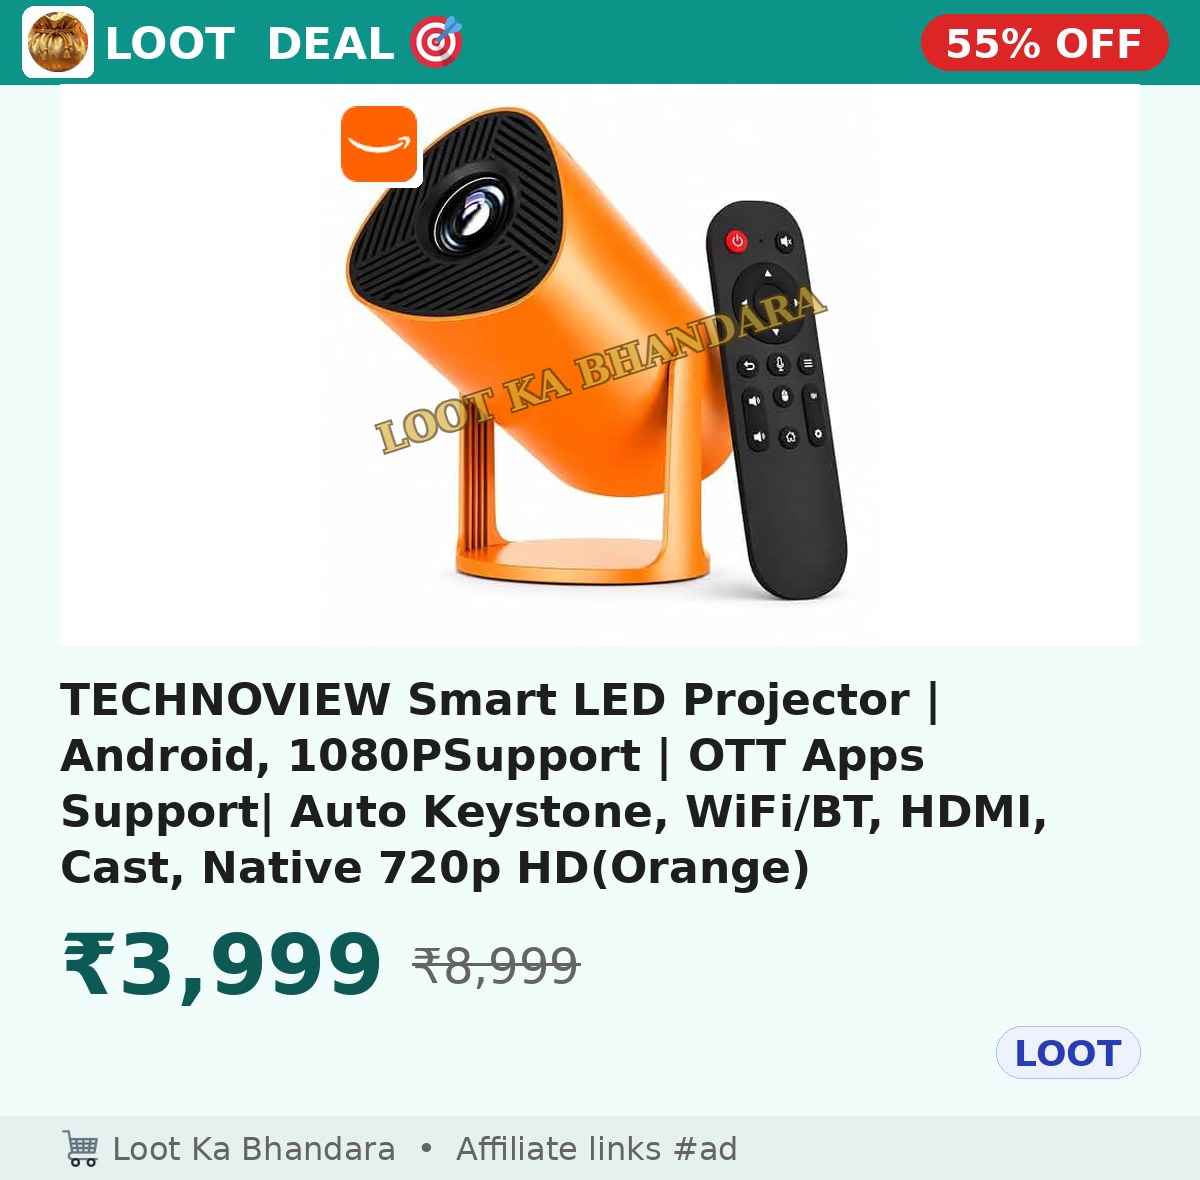 LOOT DEAL
55% OFF
LOOT KA BHANDARA
TECHNOVIEW Smart LED Projector |
Android, 1080PSupport | OTT Apps
Support| Auto Keystone, WiFi/BT, HDMI,
Cast, Native 720p HD(Orange)
₹3,999 ₹8,999
LOOT
Loot Ka Bhandara • Affiliate links #ad